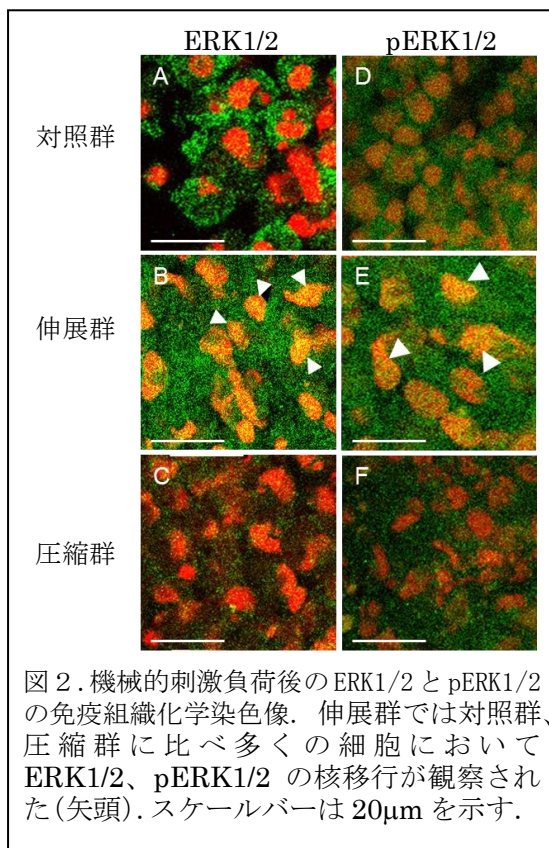 ERK1/2 pERK1/2
A D
対照群
B E
伸展群
C F
圧縮群
図２.機械的刺激負荷後のERK1/2とpERK1/2
の免疫組織化学染色像. 伸展群では対照群、
圧縮群に比べ多くの細胞において
ERK1/2、pERK1/2 の核移行が観察され
た(矢頭). スケールバーは 20μm を示す.